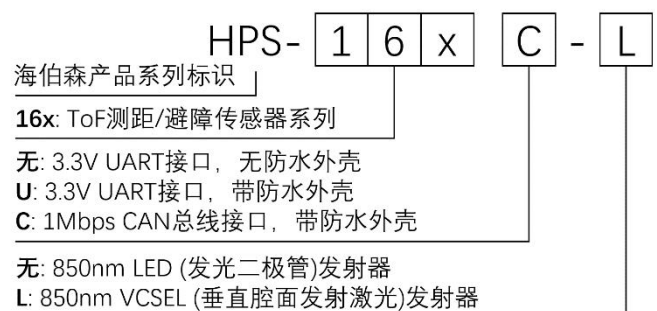 HPS- 1 6 x C - L
海伯森产品系列标识
16x: ToF测距/避障传感器系列
无: 3.3V UART接口，无防水外壳
U: 3.3V UART接口，带防水外壳
C: 1Mbps CAN总线接口，带防水外壳
无: 850nm LED (发光二极管)发射器
L: 850nm VCSEL (垂直腔面发射激光)发射器